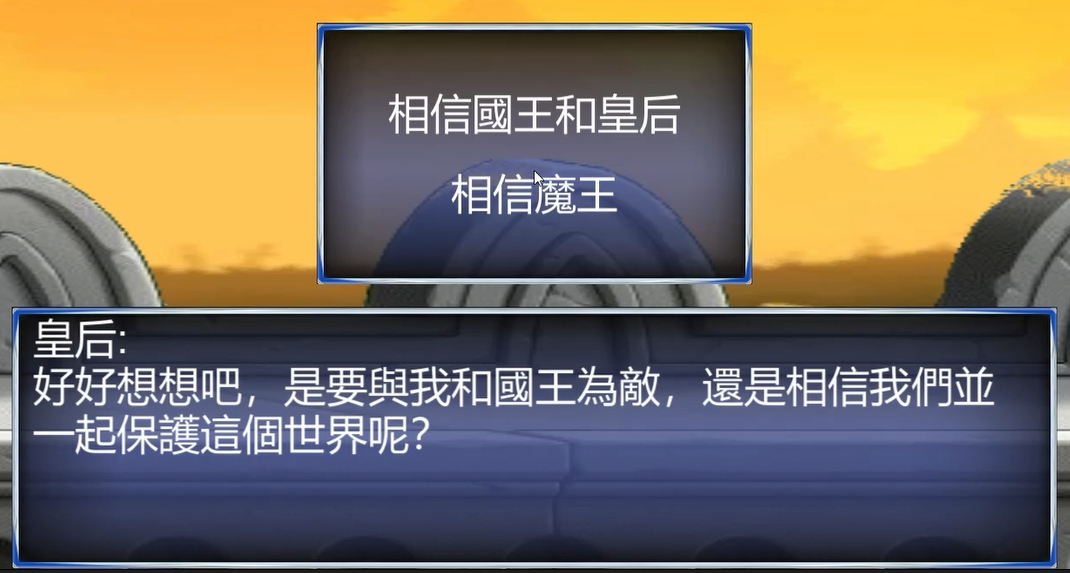 相信國王和皇后
相信魔王
皇后:
好好想想吧，是要與我和國王為敵，還是相信我們並
一起保護這個世界呢?